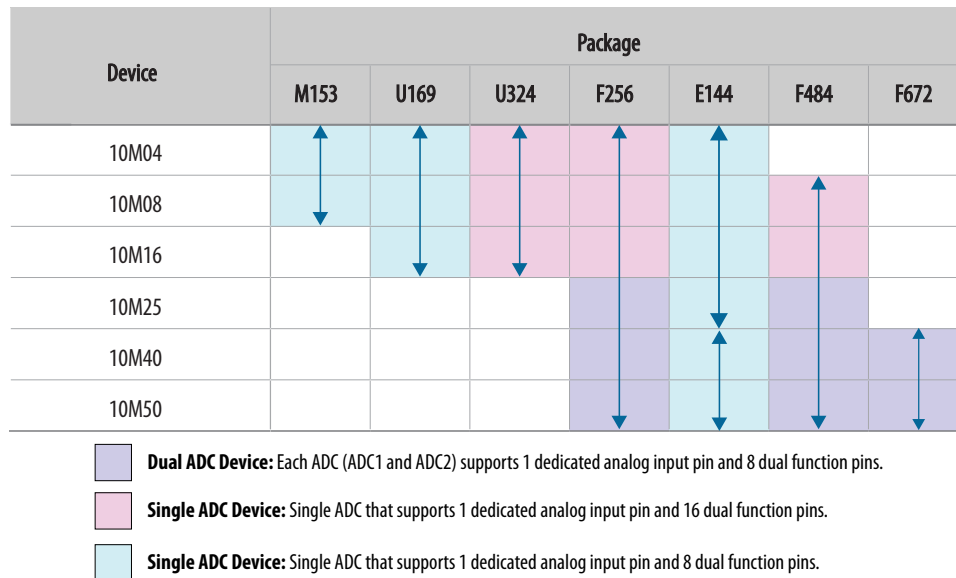 Device
Package
M153 U169 U324 F256 E144 F484 F672
10M04
10M08
10M16
10M25
10M40
10M50
Dual ADC Device: Each ADC (ADC1 and ADC2) supports 1 dedicated analog input pin and 8 dual function pins.
Single ADC Device: Single ADC that supports 1 dedicated analog input pin and 16 dual function pins.
Single ADC Device: Single ADC that supports 1 dedicated analog input pin and 8 dual function pins.